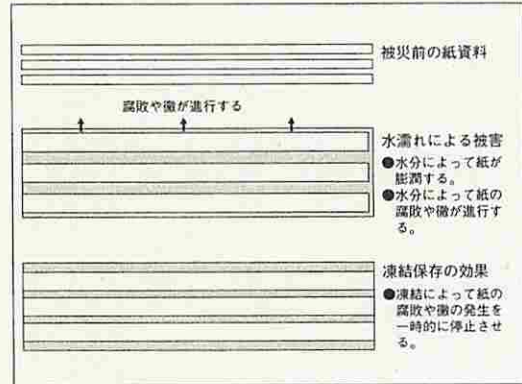 被災前の紙資料
腐敗や黴が進行する
水濡れによる被害
●水分によって紙が
膨潤する。
●水分によって紙の
腐敗や黴が進行す
る。
凍結保存の効果
●凍結によって紙の
腐敗や黴の発生を
一時的に停止させ
る。